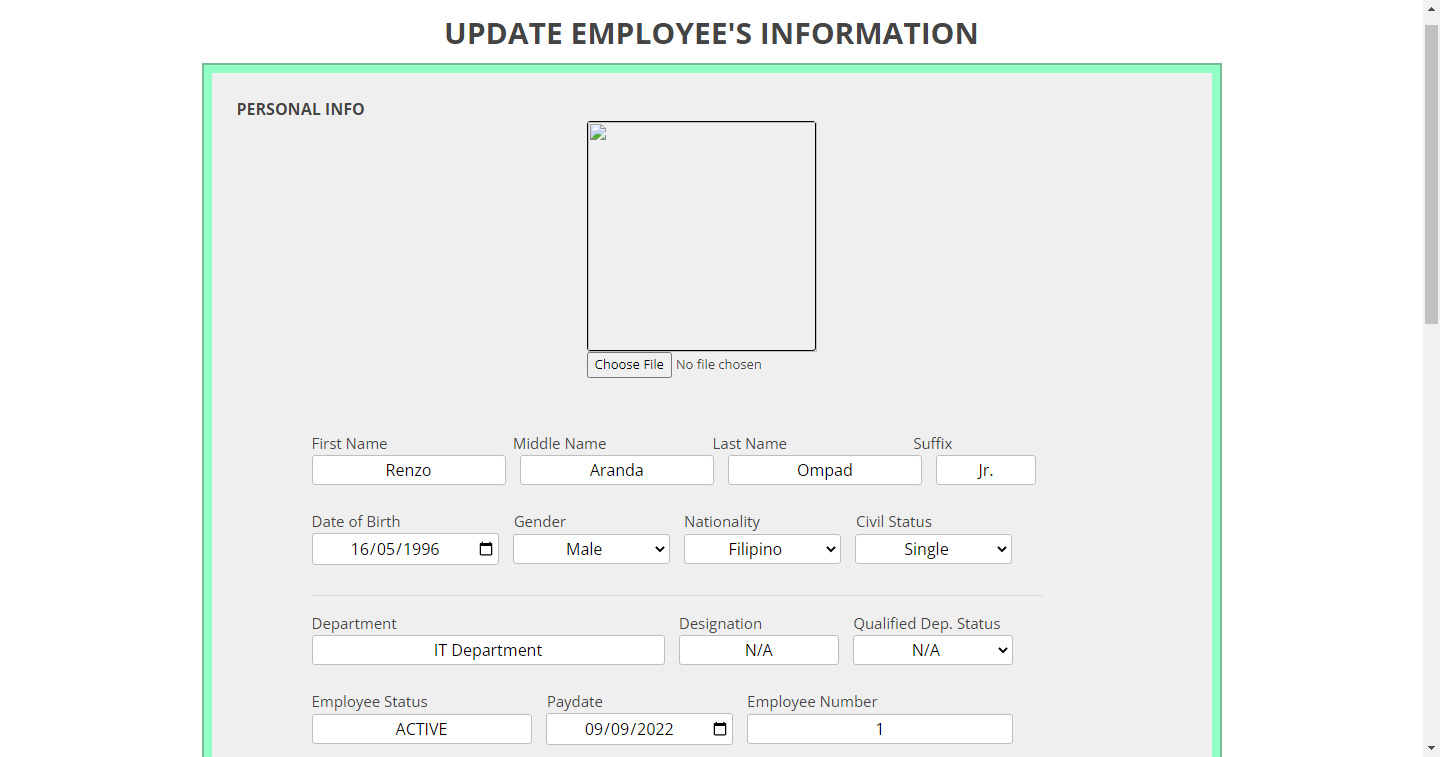 UPDATE EMPLOYEE'S INFORMATION
PERSONAL INFO
Choose File No file chosen
First Name Middle Name Last Name Suffix
Renzo Aranda Ompad Jr.
Date of Birth Gender Nationality Civil Status
16/05/1996 Male Filipino Single
Department Designation Qualified Dep. Status
IT Department N/A N/A
Employee Status Paydate Employee Number
ACTIVE 09/09/2022 1